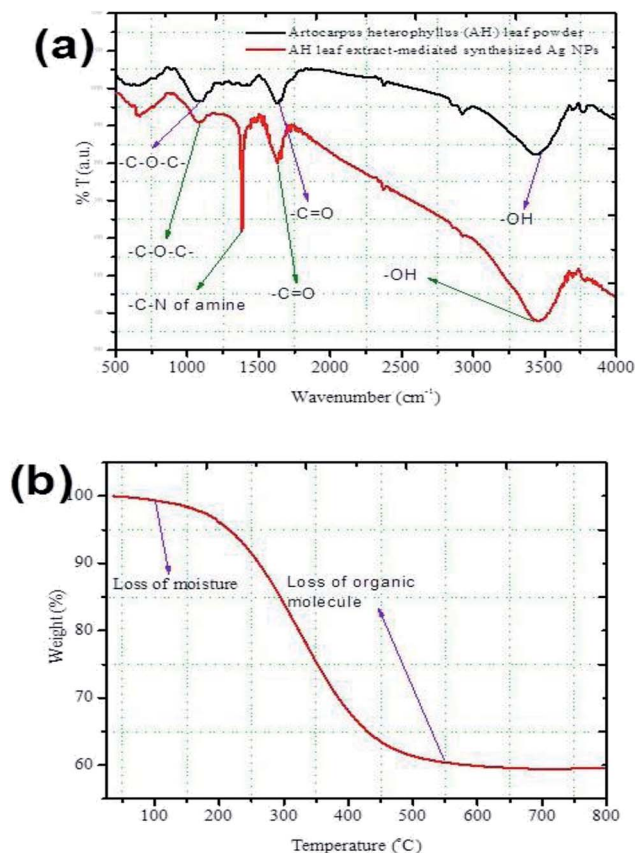 (a)
Artocarpus heterophyllus (AH) leaf powder
AH leaf extract-mediated synthesized Ag NPs
-C-O-C-
-C=O
-OH
-C-O-C-
-C-N of amine
-C=O
-OH
% T (a.u.)
500 1000 1500 2000 2500 3000 3500 4000
Wavenumber (cm⁻¹)
(b)
100
90
80
70
60
Loss of moisture
Loss of organic
molecule
Weight (%)
100 200 300 400 500 600 700 800
Temperature (°C)